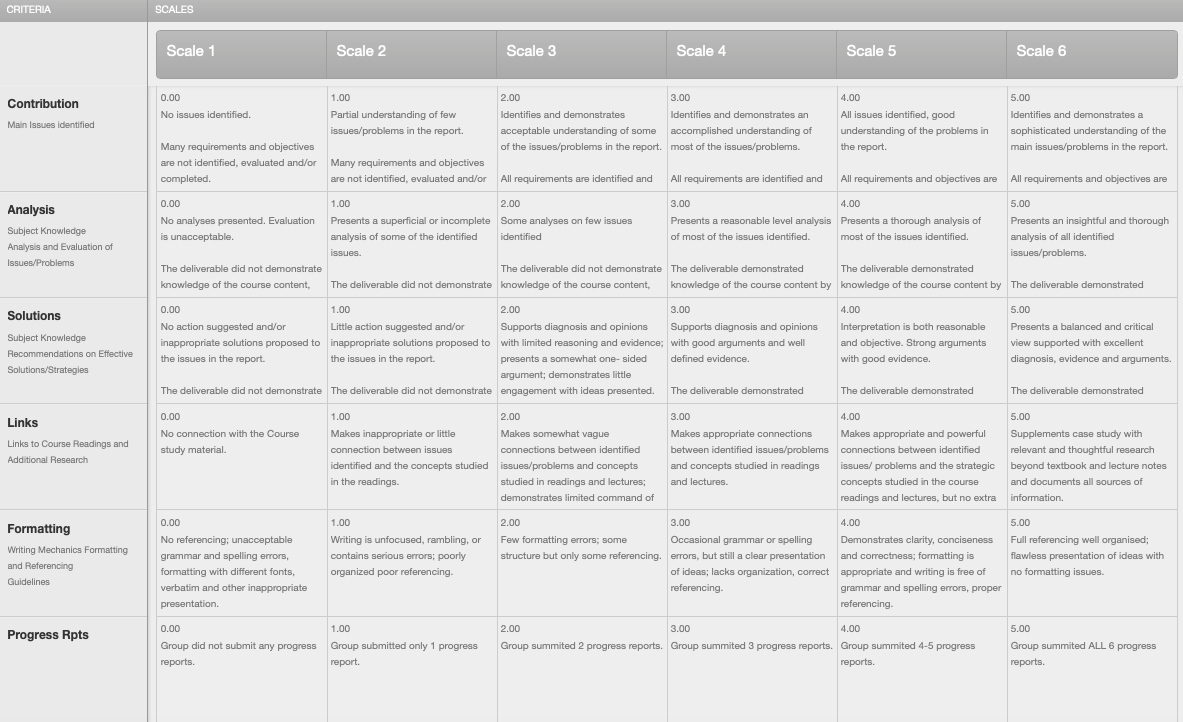 CRITERIA
SCALES
Scale 1
Scale 2
Scale 3
Scale 4
Scale 5
Scale 6
Contribution
Main Issues identified
0.00
No issues identified.
Many requirements and objectives
are not identified, evaluated and/or
completed.
1.00
Partial understanding of few
issues/problems in the report.
Many requirements and objectives
are not identified, evaluated and/or
2.00
Identifies and demonstrates
acceptable understanding of some
of the issues/problems in the report.
All requirements are identified and
3.00
Identifies and demonstrates an
accomplished understanding of
most of the issues/problems.
All requirements are identified and
4.00
All issues identified, good
understanding of the problems in
the report.
All requirements and objectives are
5.00
Identifies and demonstrates a
sophisticated understanding of the
main issues/problems in the report.
All requirements and objectives are
Analysis
Subject Knowledge
Analysis and Evaluation of
Issues/Problems
0.00
No analyses presented. Evaluation
is unacceptable.
The deliverable did not demonstrate
knowledge of the course content,
1.00
Presents a superficial or incomplete
analysis of some of the identified
issues.
The deliverable did not demonstrate
2.00
Some analyses on few issues
identified
The deliverable did not demonstrate
knowledge of the course content,
3.00
Presents a reasonable level analysis
of most of the issues identified.
The deliverable demonstrated
knowledge of the course content by
4.00
Presents a thorough analysis of
most of the issues identified.
The deliverable demonstrated
knowledge of the course content by
5.00
Presents an insightful and thorough
analysis of all identified
issues/problems.
The deliverable demonstrated
Solutions
Subject Knowledge
Recommendations on Effective
Solutions/Strategies
0.00
No action suggested and/or
inappropriate solutions proposed to
the issues in the report.
The deliverable did not demonstrate
1.00
Little action suggested and/or
inappropriate solutions proposed to
the issues in the report.
The deliverable did not demonstrate
2.00
Supports diagnosis and opinions
with limited reasoning and evidence;
presents a somewhat one- sided
argument; demonstrates little
engagement with ideas presented.
3.00
Supports diagnosis and opinions
with good arguments and well
defined evidence.
The deliverable demonstrated
4.00
Interpretation is both reasonable
and objective. Strong arguments
with good evidence.
The deliverable demonstrated
5.00
Presents a balanced and critical
view supported with excellent
diagnosis, evidence and arguments.
The deliverable demonstrated
Links
Links to Course Readings and
Additional Research
0.00
No connection with the Course
study material.
1.00
Makes inappropriate or little
connection between issues
identified and the concepts studied
in the readings.
2.00
Makes somewhat vague
connections between identified
issues/problems and concepts
studied in readings and lectures;
demonstrates limited command of
3.00
Makes appropriate connections
between identified issues/problems
and concepts studied in readings
and lectures.
4.00
Makes appropriate and powerful
connections between identified
issues/ problems and the strategic
concepts studied in the course
readings and lectures, but no extra
5.00
Supplements case study with
relevant and thoughtful research
beyond textbook and lecture notes
and documents all sources of
information.
Formatting
Writing Mechanics Formatting
and Referencing
Guidelines
0.00
No referencing; unacceptable
grammar and spelling errors,
formatting with different fonts,
verbatim and other inappropriate
presentation.
1.00
Writing is unfocused, rambling, or
contains serious errors; poorly
organized poor referencing.
2.00
Few formatting errors; some
structure but only some referencing.
3.00
Occasional grammar or spelling
errors, but still a clear presentation
of ideas; lacks organization, correct
referencing.
4.00
Demonstrates clarity, conciseness
and correctness; formatting is
appropriate and writing is free of
grammar and spelling errors, proper
referencing.
5.00
Full referencing well organised;
flawless presentation of ideas with
no formatting issues.
Progress Rpts
0.00
Group did not submit any progress
reports.
1.00
Group submitted only 1 progress
report.
2.00
Group summited 2 progress reports.
3.00
Group summited 3 progress reports.
4.00
Group summited 4-5 progress
reports.
5.00
Group summited ALL 6 progress
reports.